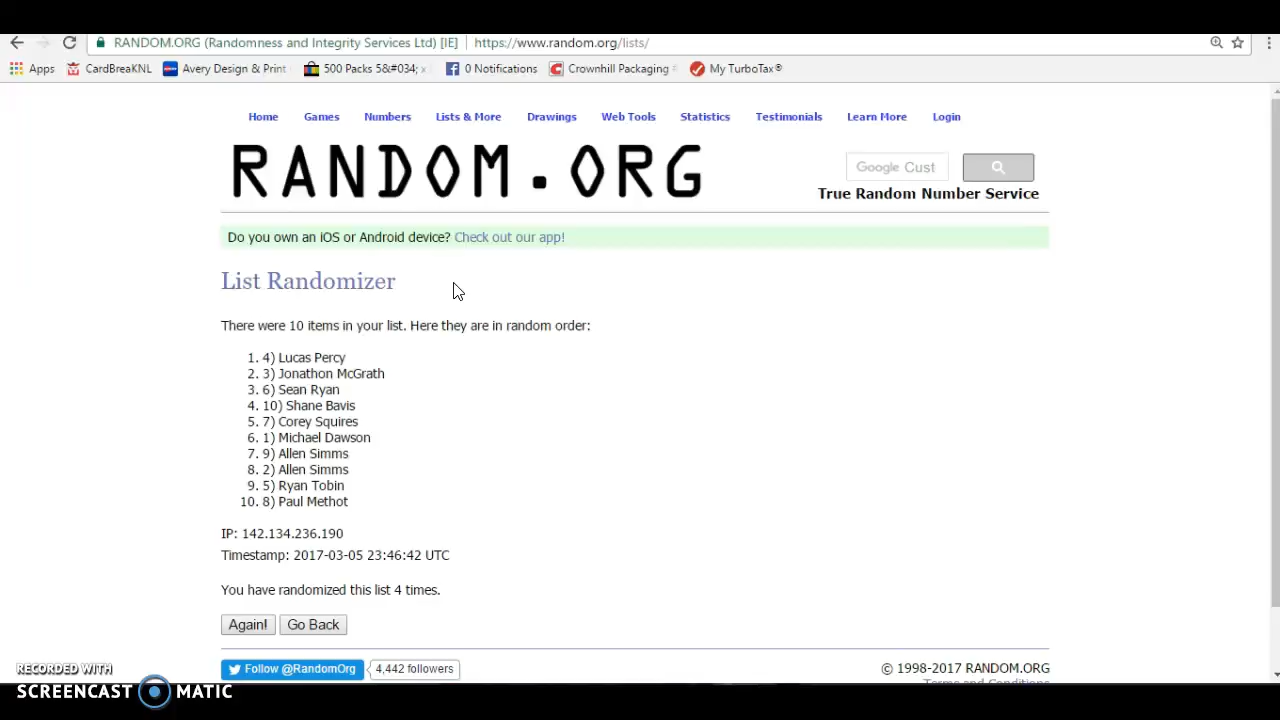 RANDOM.ORG (Randomness and Integrity Services Ltd) [IE] https://www.random.org/lists/
Apps CardBreaKNL Avery Design & Print 500 Packs 5&#034; x 0 Notifications Crownhill Packaging My TurboTax®
Home Games Numbers Lists & More Drawings Web Tools Statistics Testimonials Learn More Login
RANDOM.ORG
Google Cust
True Random Number Service
Do you own an iOS or Android device? Check out our app!
List Randomizer
There were 10 items in your list. Here they are in random order:
1. 4) Lucas Percy
2. 3) Jonathon McGrath
3. 6) Sean Ryan
4. 10) Shane Bavis
5. 7) Corey Squires
6. 1) Michael Dawson
7. 9) Allen Simms
8. 2) Allen Simms
9. 5) Ryan Tobin
10. 8) Paul Methot
IP: 142.134.236.190
Timestamp: 2017-03-05 23:46:42 UTC
You have randomized this list 4 times.
Again! Go Back
Follow @RandomOrg 4,442 followers
© 1998-2017 RANDOM.ORG
Terms and Conditions
RECORDED WITH
SCREENCAST MATIC